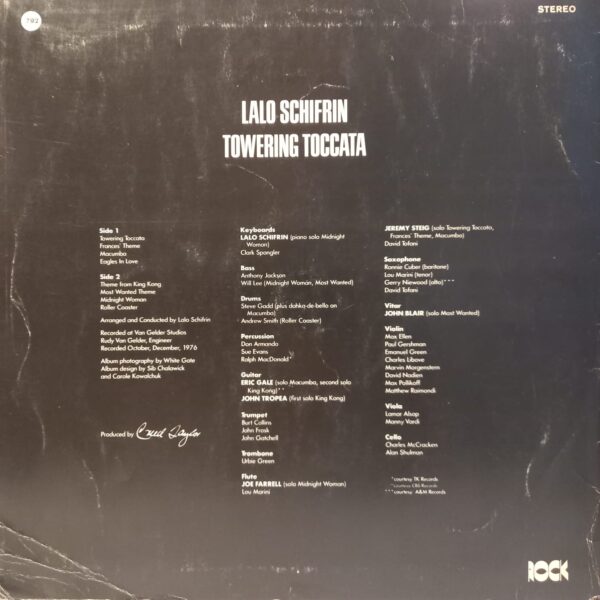 792
STEREO
LALO SCHIFRIN
TOWERING TOCCATA
Side 1
Towering Toccata
Frances' Theme
Macumba
Eagles In Love
Side 2
Theme from King Kong
Most Wanted Theme
Midnight Woman
Roller Coaster
Arranged and Conducted by Lalo Schifrin
Recorded at Van Gelder Studios
Rudy Van Gelder, Engineer
Recorded October, December, 1976
Album photography by White Gate
Album design by Sib Chalawick
and Carole Kowalchuk
Produced by Creed Taylor
Keyboards
LALO SCHIFRIN (piano solo Midnight
Woman)
Clark Spangler
Bass
Anthony Jackson
Will Lee (Midnight Woman, Most Wanted)
Drums
Steve Gadd (plus dahka-de-bello on
Macumba)
Andrew Smith (Roller Coaster)
Percussion
Don Armando
Sue Evans
Ralph MacDonald*
Guitar
ERIC GALE (solo Macumba, second solo
King Kong)**
JOHN TROPEA (first solo King Kong)
Trumpet
Burt Collins
John Frosk
John Gatchell
Trombone
Urbie Green
Flute
JOE FARRELL (solo Midnight Woman)
Lou Marini
JEREMY STEIG (solo Towering Toccata,
Frances' Theme, Macumba)
David Tofani
Saxophone
Ronnie Cuber (baritone)
Lou Marini (tenor)
Gerry Niewood (alto)***
David Tofani
Vitar
JOHN BLAIR (solo Most Wanted)
Violin
Max Ellen
Paul Gershman
Emanuel Green
Charles Libove
Marvin Morgenstern
David Nadien
Max Pollikoff
Matthew Raimondi
Viola
Lamar Alsop
Manny Vardi
Cello
Charles McCracken
Alan Shulman
*courtesy TK Records
**courtesy CBS Records
***courtesy A&M Records
ROCK